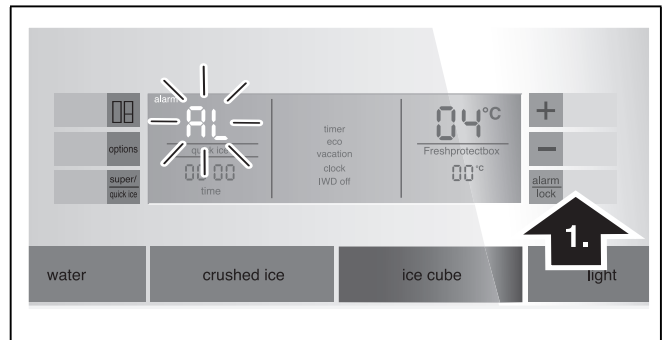 alarm
AL
quick ice
00 00
time
timer
eco
vacation
clock
IWD off
04°C
Freshprotectbox
00°C
options
super/
quick ice
+
−
alarm
lock
1.
water
crushed ice
ice cube
light